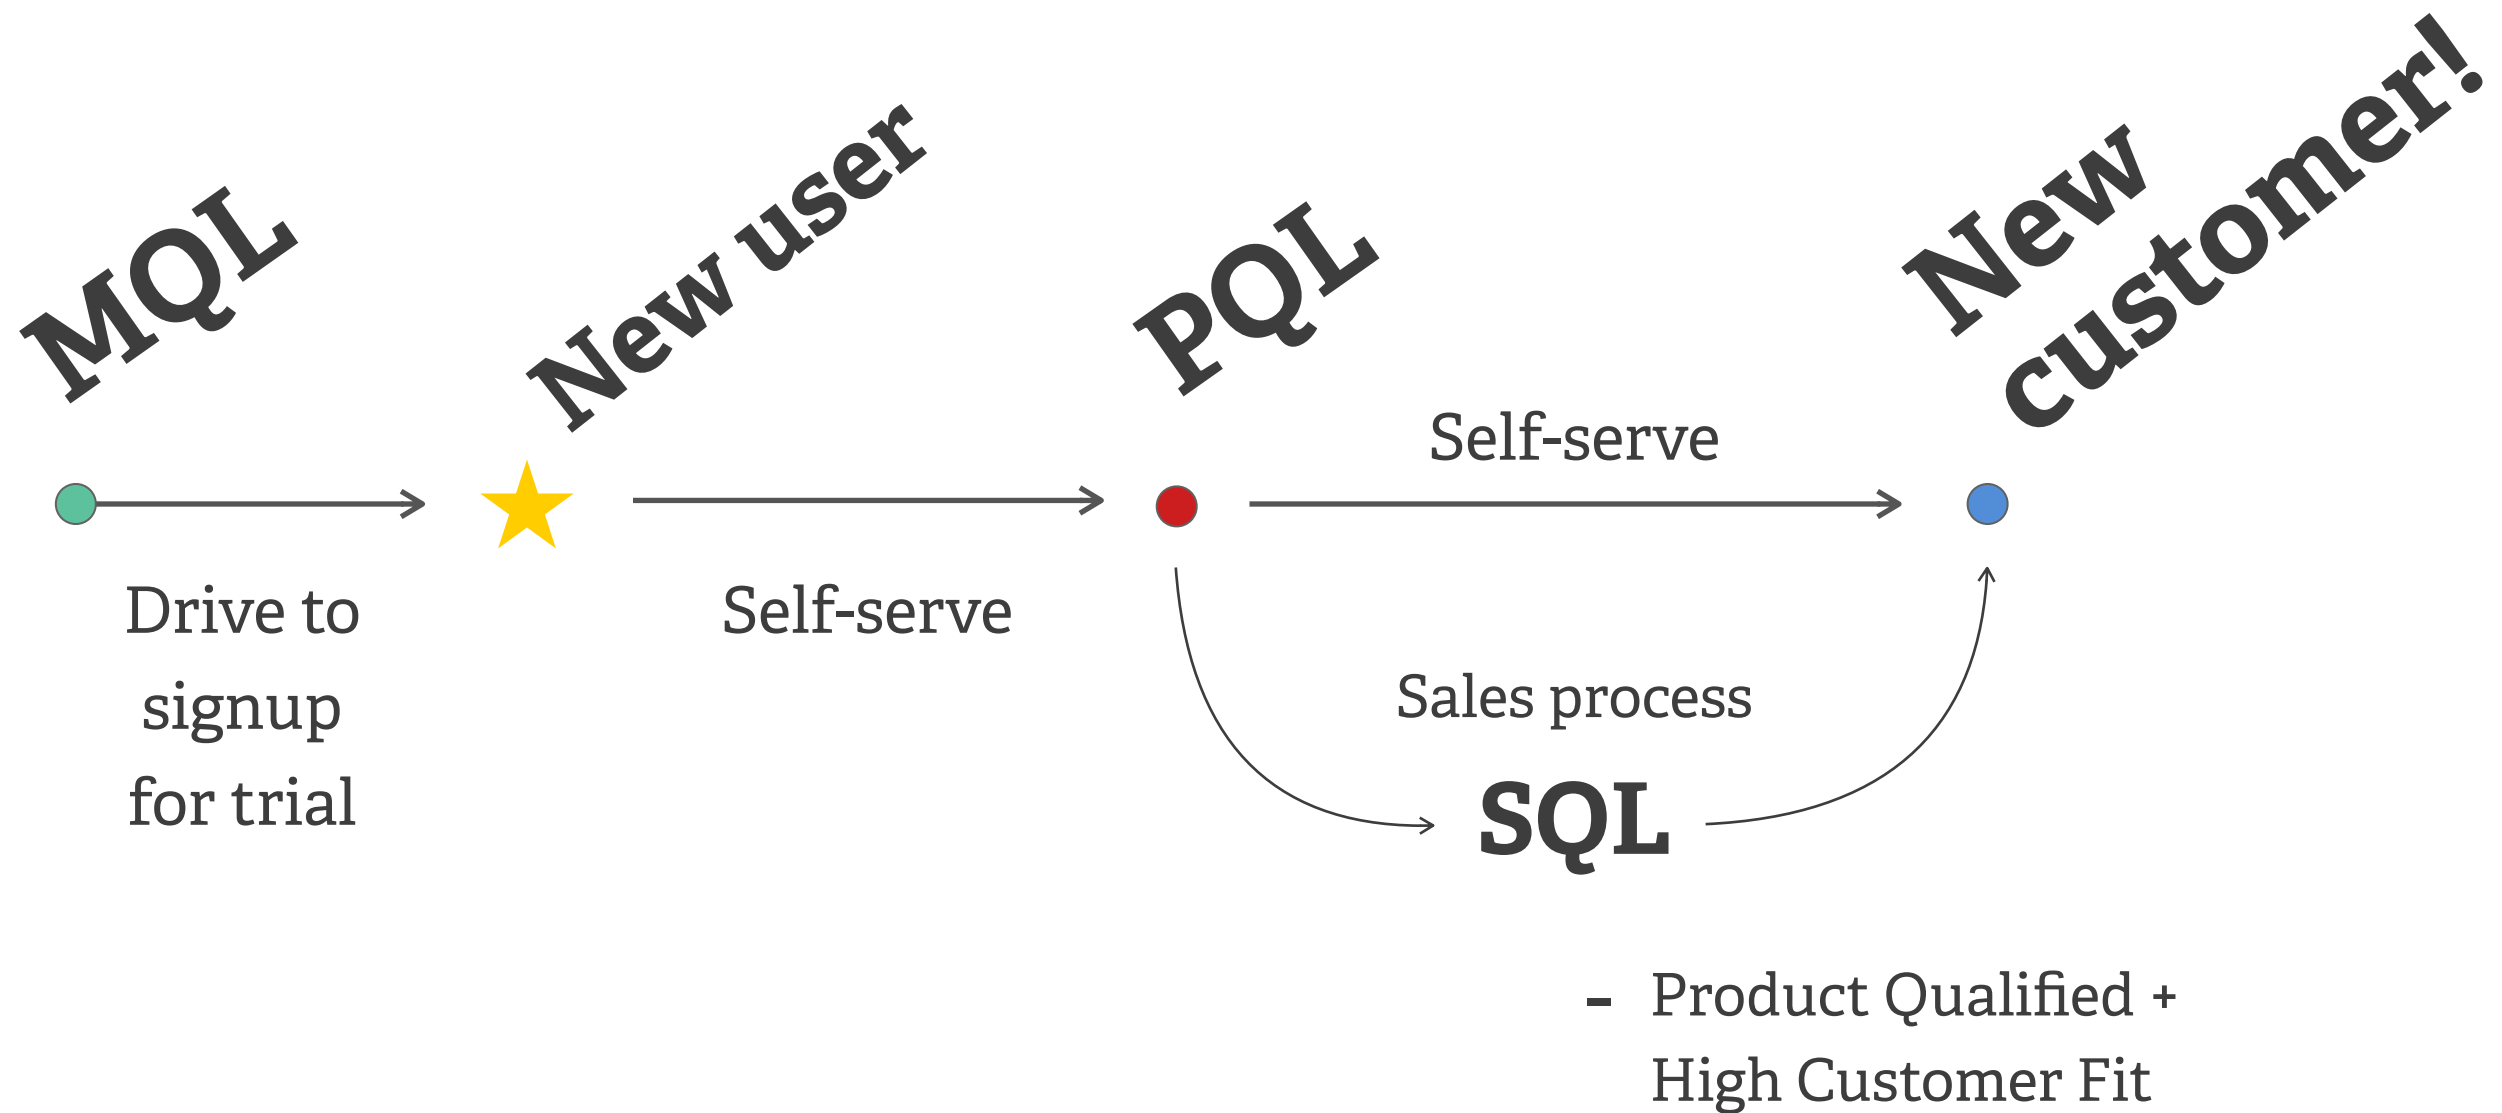 MQL
New user
PQL
New
customer!
Self-serve
Drive to
signup
for trial
Self-serve
Sales process
SQL
- Product Qualified +
High Customer Fit